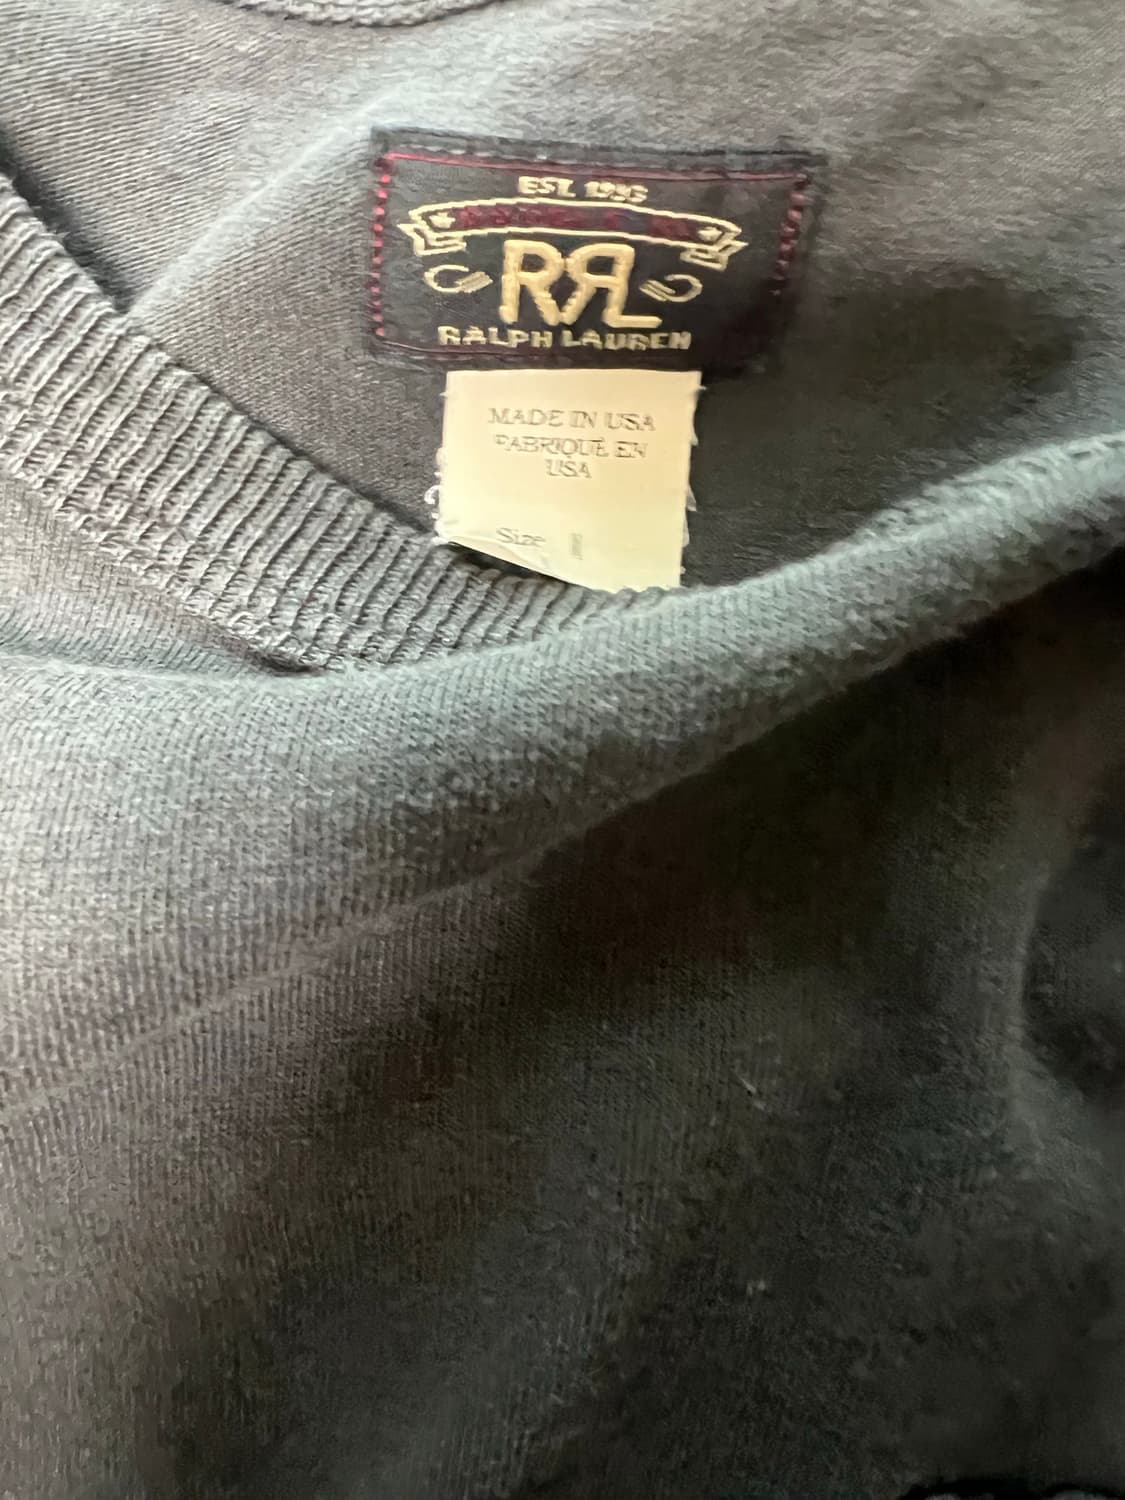 EST. 1993
RRL
RALPH LAUREN
MADE IN USA
FABRIQUÉ EN
USA
Size